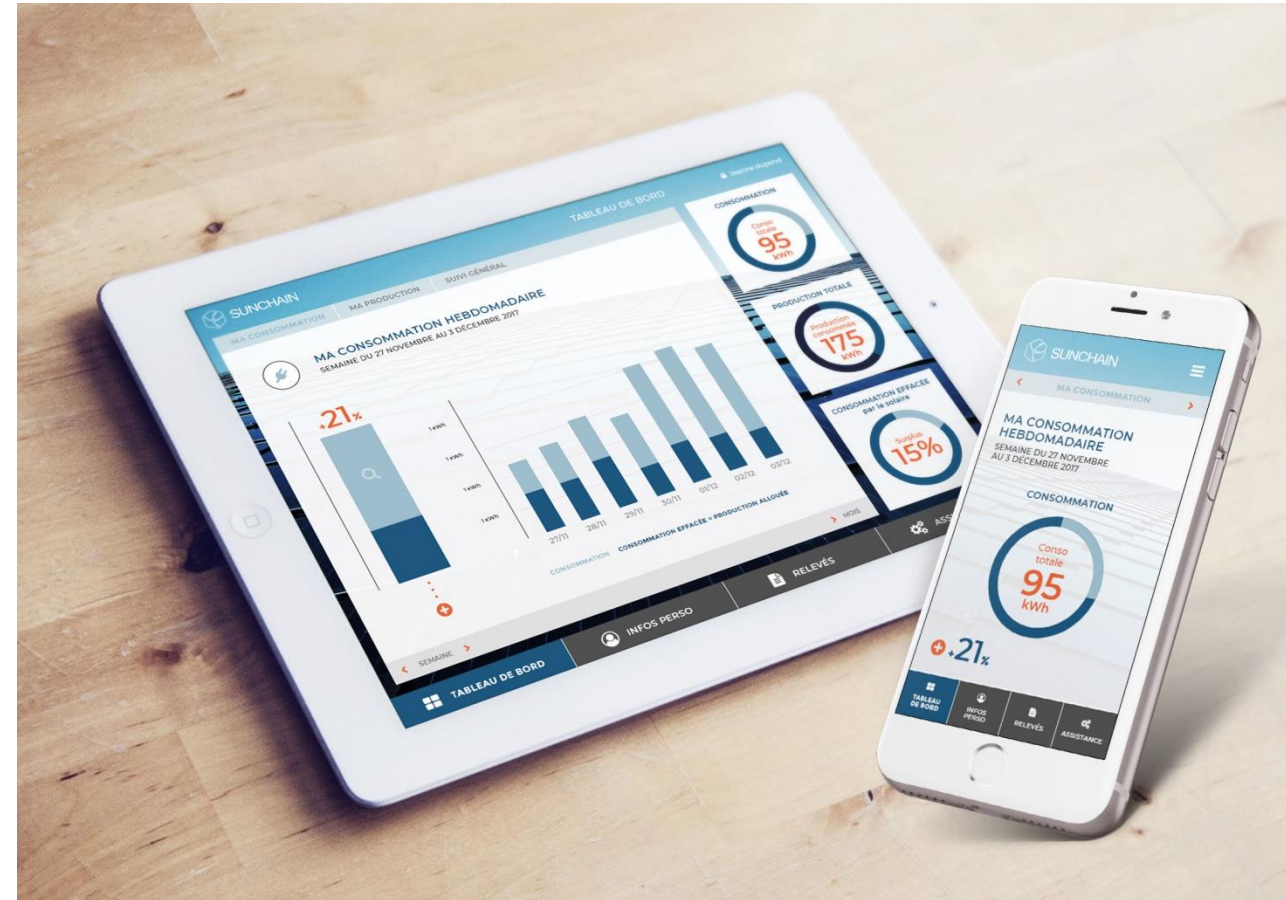 SUNCHAIN
TABLEAU DE BORD
Jeanne dupond
MA CONSOMMATION
MA PRODUCTION
SUIVI GÉNÉRAL
MA CONSOMMATION HEBDOMADAIRE
SEMAINE DU 27 NOVEMBRE AU 3 DÉCEMBRE 2017
+21%
1 kWh
1 kWh
1 kWh
1 kWh
27/11
28/11
29/11
30/11
01/12
02/12
03/12
CONSOMMATION
CONSOMMATION EFFACÉE = PRODUCTION ALLOUÉE
SEMAINE
MOIS
CONSOMMATION
Conso
totale
95
kWh
PRODUCTION TOTALE
Production
consommée
175
kWh
CONSOMMATION EFFACÉE
par le solaire
Surplus
15%
TABLEAU DE BORD
INFOS PERSO
RELEVÉS
ASS
SUNCHAIN
MA CONSOMMATION
MA CONSOMMATION
HEBDOMADAIRE
SEMAINE DU 27 NOVEMBRE
AU 3 DÉCEMBRE 2017
CONSOMMATION
Conso
totale
95
kWh
+21%
TABLEAU
DE BORD
INFOS
PERSO
RELEVÉS
ASSISTANCE